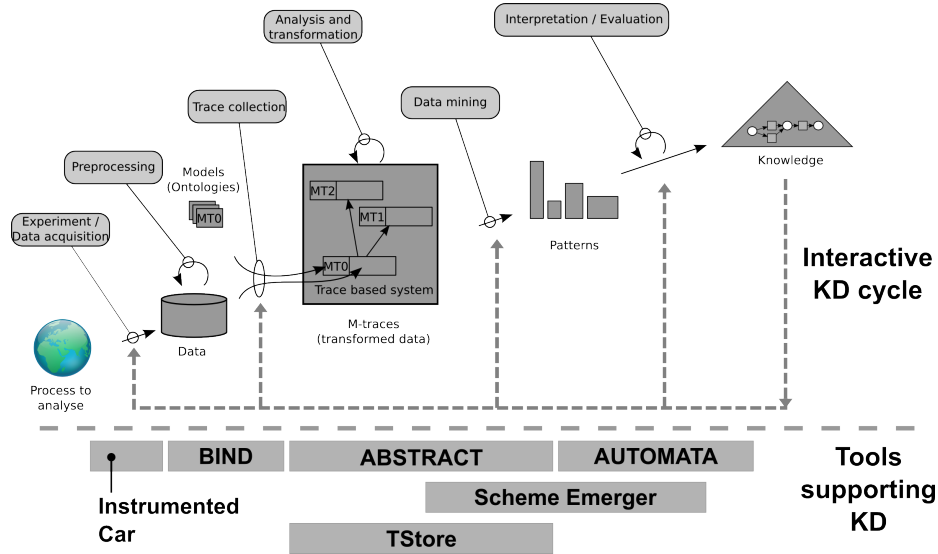 Analysis and
transformation
Interpretation / Evaluation
Trace collection
Data mining
Preprocessing
Models
(Ontologies)
MT0
Experiment /
Data acquisition
MT2
MT1
MT0
Trace based system
Knowledge
Patterns
Interactive
KD cycle
Data
M-traces
(transformed data)
Process to
analyse
BIND
ABSTRACT
AUTOMATA
Tools
supporting
KD
Instrumented
Car
Scheme Emerger
TStore